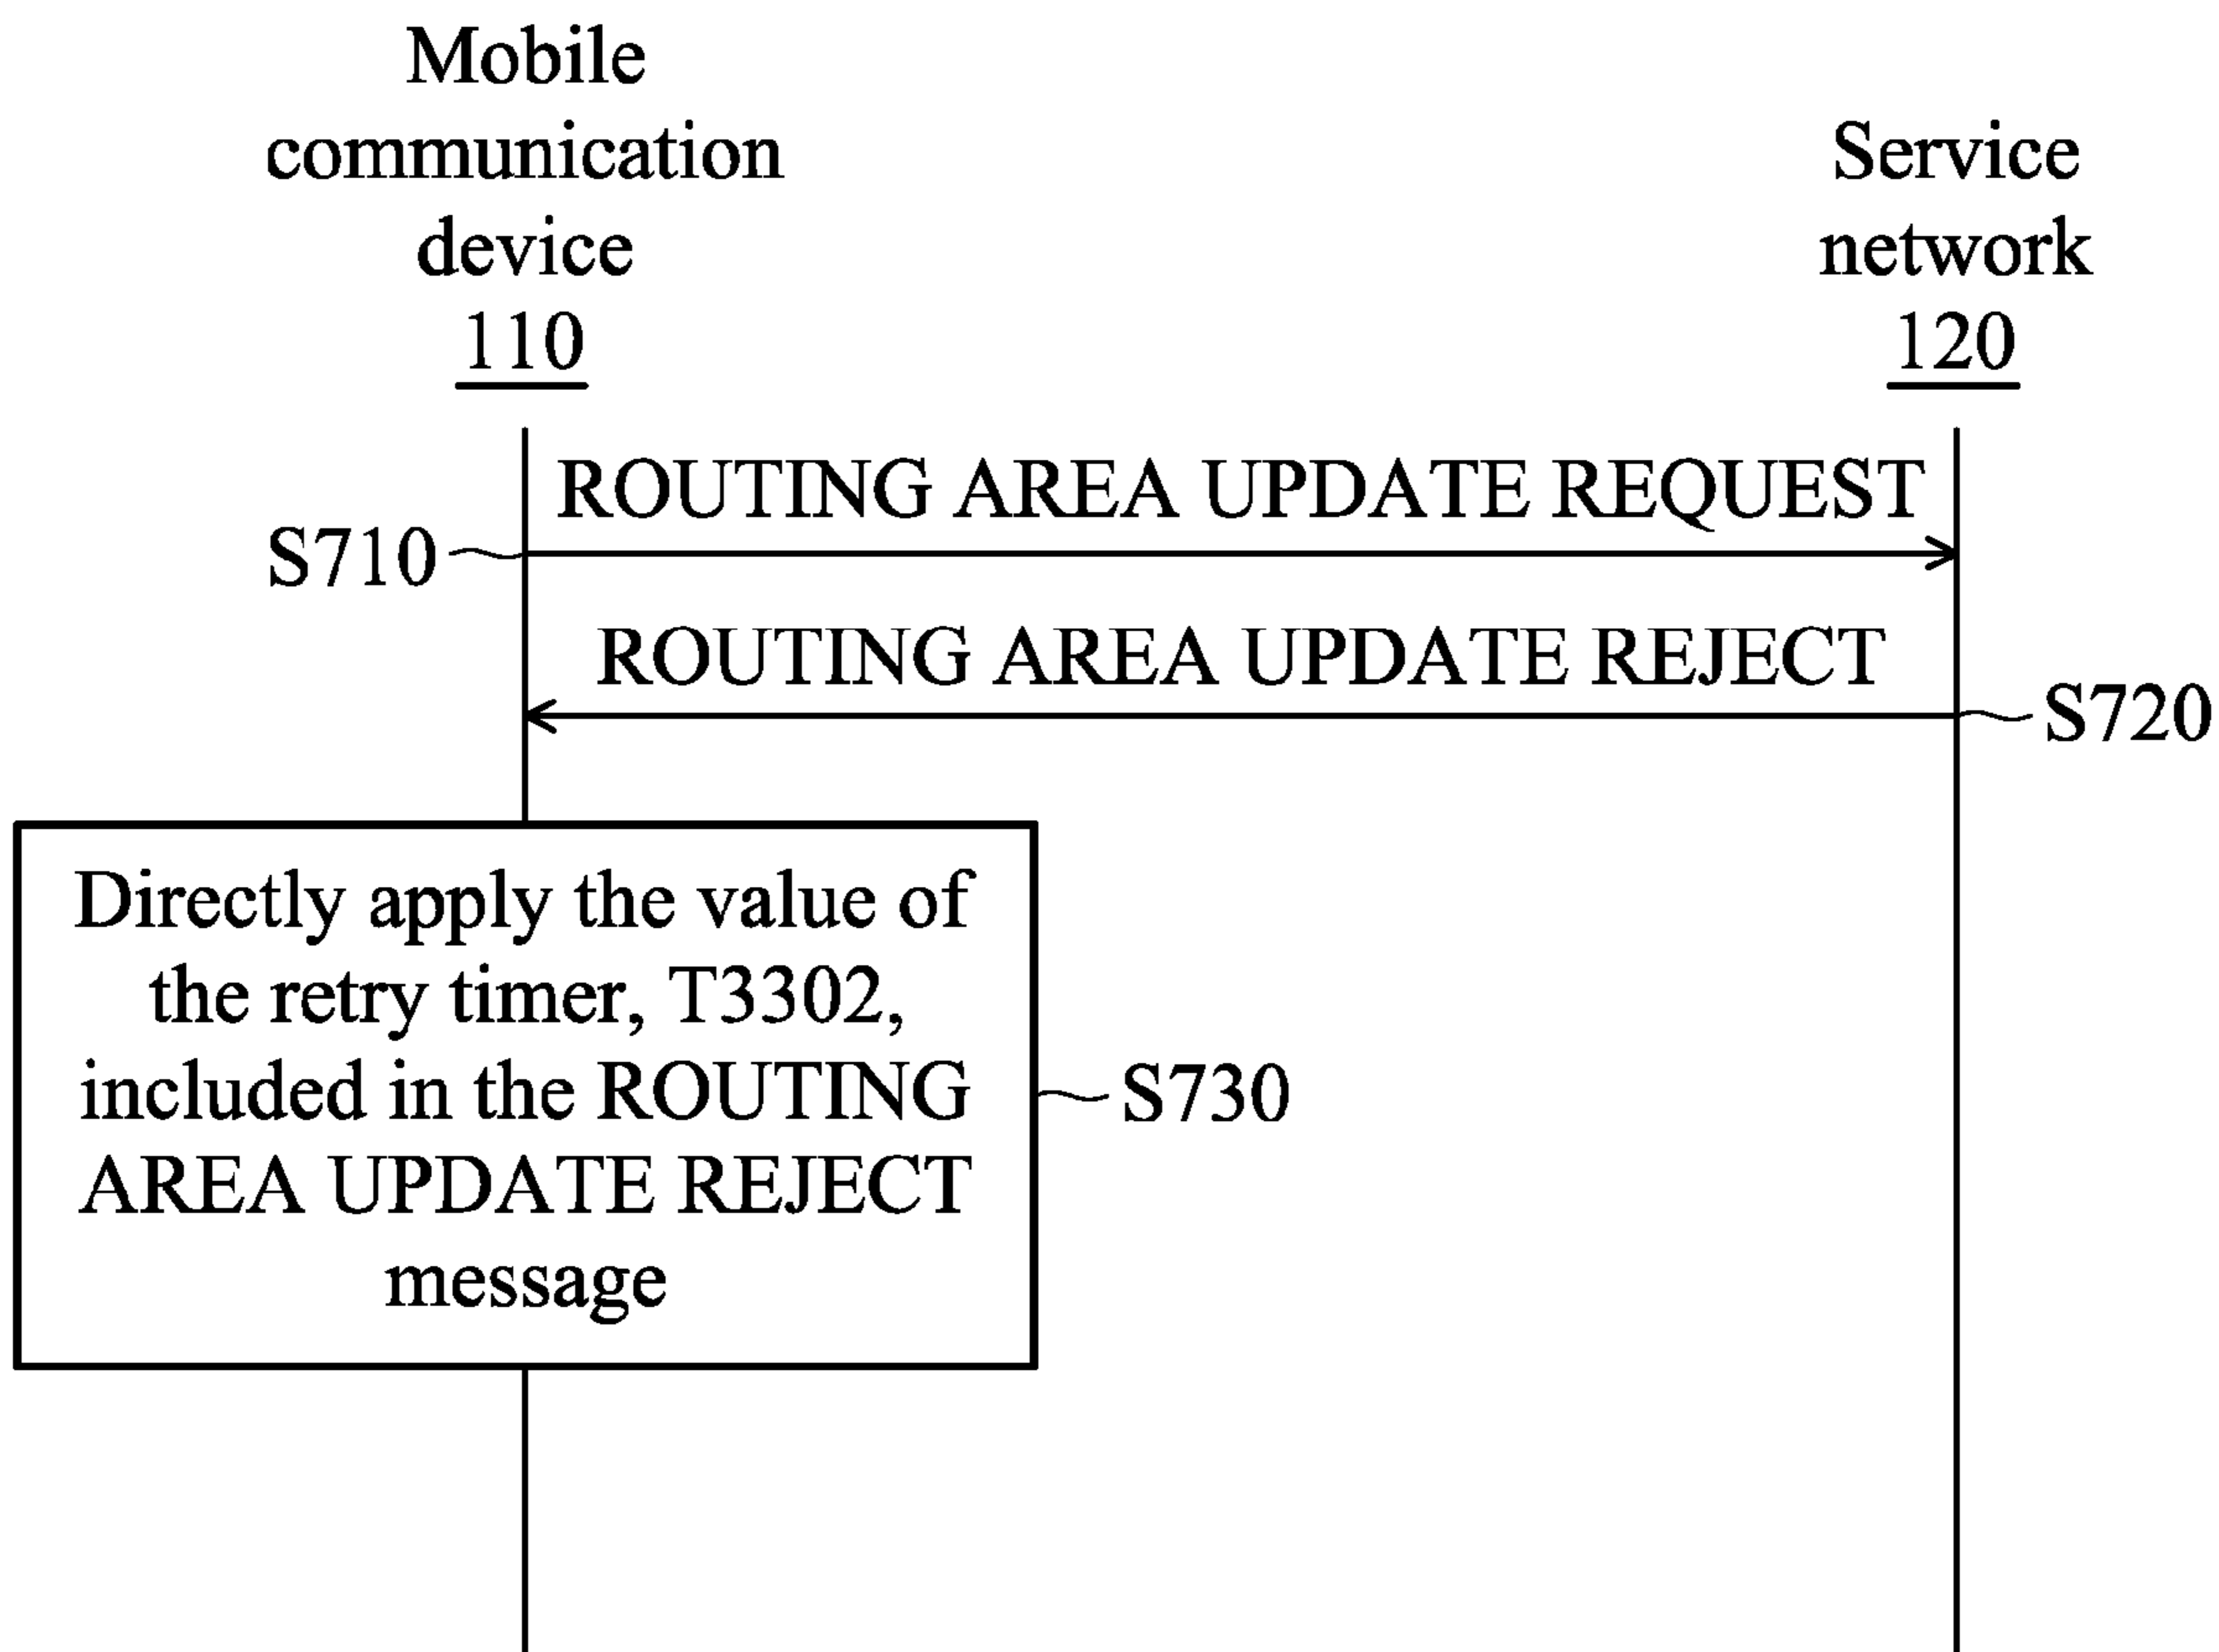 Mobile
communication
device
110
Service
network
120
ROUTING AREA UPDATE REQUEST
S710
ROUTING AREA UPDATE REJECT
S720
Directly apply the value of
the retry timer, T3302,
included in the ROUTING
AREA UPDATE REJECT
message
S730